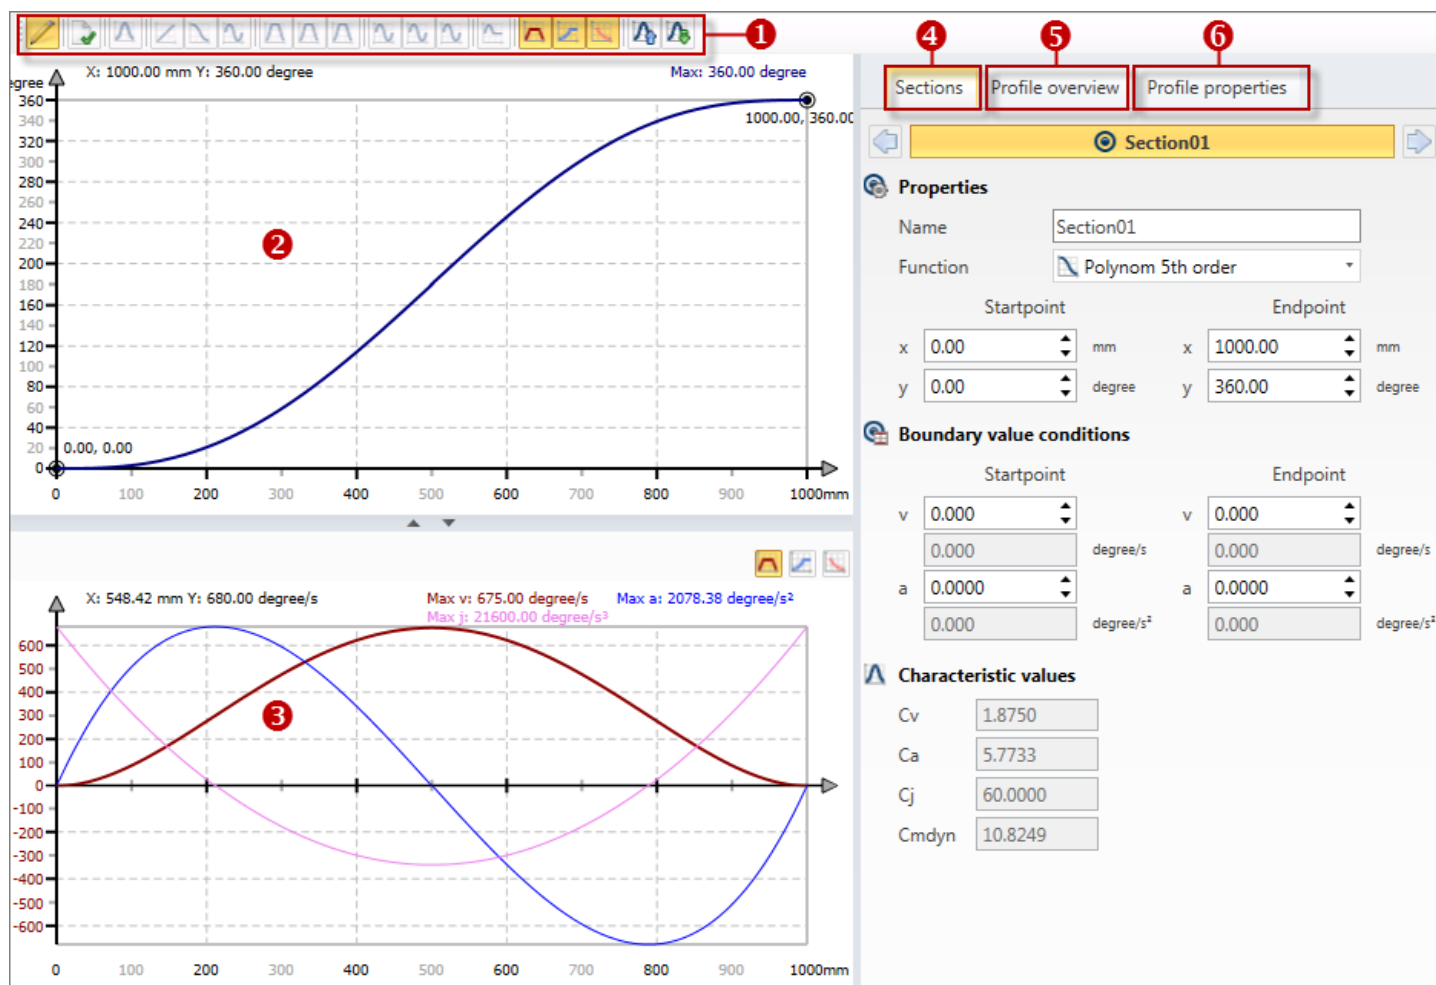 1
4
5
6
X: 1000.00 mm Y: 360.00 degree
Max: 360.00 degree
gree
360
340
320
300
280
260
240
220
200
180
160
140
120
100
80
60
40
20
0
1000.00, 360.00
2
0.00, 0.00
0 100 200 300 400 500 600 700 800 900 1000mm
X: 548.42 mm Y: 680.00 degree/s
Max v: 675.00 degree/s Max a: 2078.38 degree/s²
Max j: 21600.00 degree/s³
600
500
400
300
200
100
0
-100
-200
-300
-400
-500
-600
3
0 100 200 300 400 500 600 700 800 900 1000mm
Sections Profile overview Profile properties
Section01
Properties
Name Section01
Function Polynom 5th order
Startpoint Endpoint
x 0.00 mm x 1000.00 mm
y 0.00 degree y 360.00 degree
Boundary value conditions
Startpoint Endpoint
v 0.000 v 0.000
0.000 degree/s 0.000 degree/s
a 0.0000 a 0.0000
0.000 degree/s² 0.000 degree/s²
Characteristic values
Cv 1.8750
Ca 5.7733
Cj 60.0000
Cmdyn 10.8249